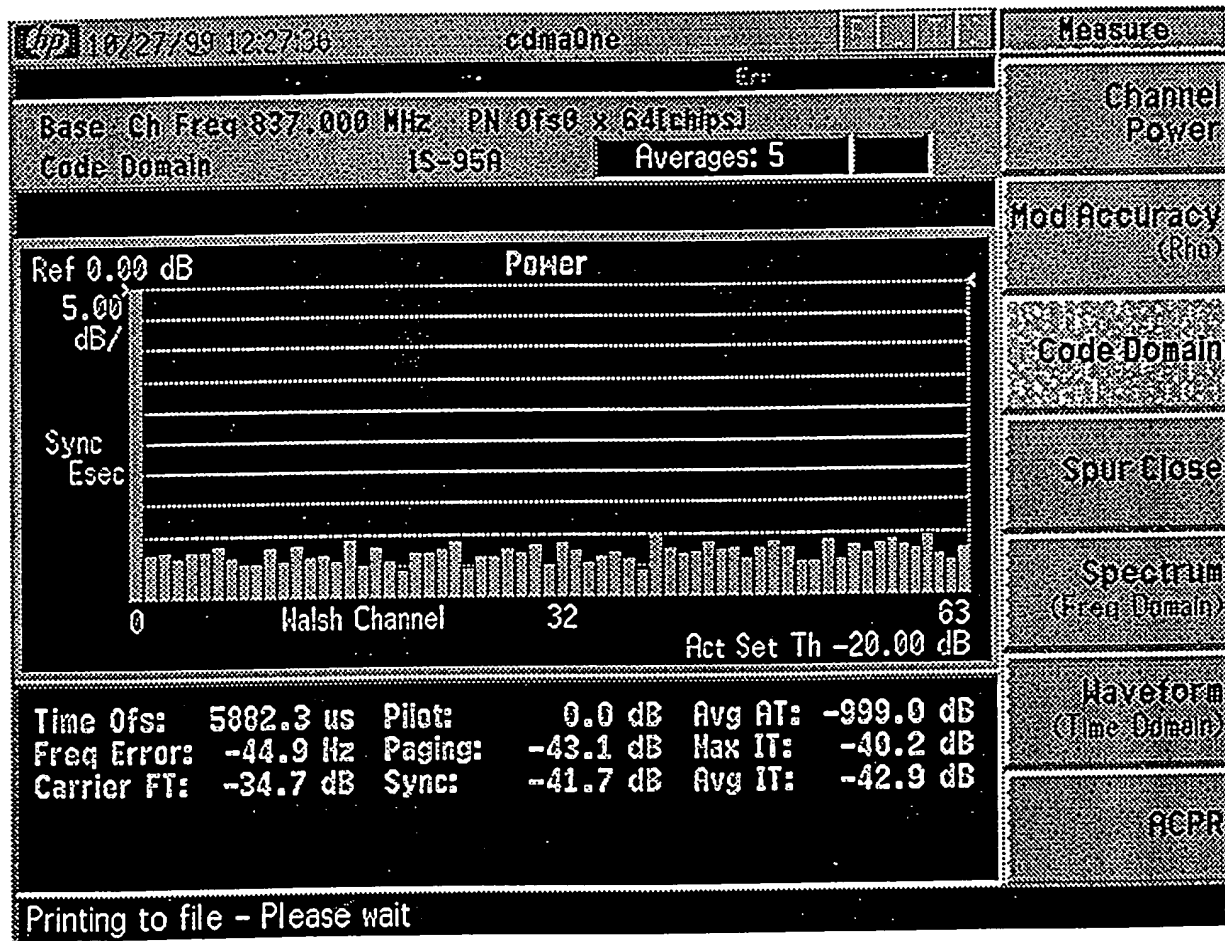 hp 10/27/99 12:27:36 cdmaOne
Err
Base Ch Freq 837.000 MHz PN Ofs0 x 64[chips]
Code Domain IS-95A Averages: 5
Ref 0.00 dB Power
5.00
dB/
Sync
Esec
0 Walsh Channel 32 63
Act Set Th -20.00 dB
Time Ofs: 5882.3 us Pilot: 0.0 dB Avg AT: -999.0 dB
Freq Error: -44.9 Hz Paging: -43.1 dB Max IT: -40.2 dB
Carrier FT: -34.7 dB Sync: -41.7 dB Avg IT: -42.9 dB
Printing to file - Please wait
Measure
Channel
Power
Mod Accuracy
(Rho)
Code Domain
Spur Close
Spectrum
(Freq Domain)
Waveform
(Time Domain)
ACPR